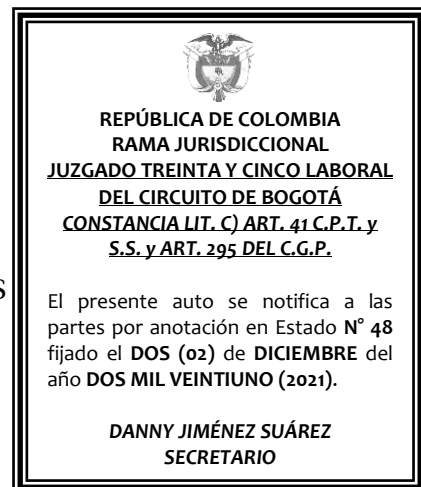 REPÚBLICA DE COLOMBIA
RAMA JURISDICCIONAL
JUZGADO TREINTA Y CINCO LABORAL
DEL CIRCUITO DE BOGOTÁ
CONSTANCIA LIT. C) ART. 41 C.P.T. y
S.S. y ART. 295 DEL C.G.P.
S
El presente auto se notifica a las
partes por anotación en Estado N° 48
fijado el DOS (02) de DICIEMBRE del
año DOS MIL VEINTIUNO (2021).
DANNY JIMÉNEZ SUÁREZ
SECRETARIO